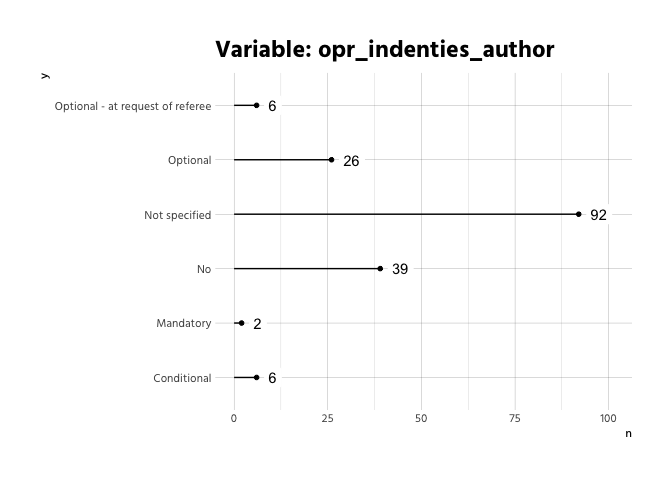 Variable: opr_indenties_author
y
Optional - at request of referee 6
Optional 26
Not specified 92
No 39
Mandatory 2
Conditional 6
0 25 50 75 100
n